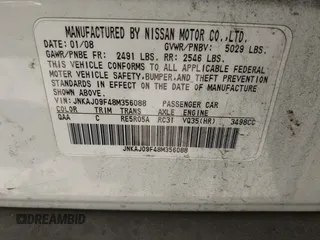 MANUFACTURED BY NISSAN MOTOR CO.,LTD.
DATE: 01/08 GVWR/PNBV: 5029 LBS.
GAWR/PNBE FR: 2491 LBS. RR: 2546 LBS.
THIS VEHICLE CONFORMS TO ALL APPLICABLE FEDERAL
MOTOR VEHICLE SAFETY,BUMPER,AND THEFT PREVENTION
STANDARDS IN EFFECT ON THE DATE OF MANUFACTURE
SHOWN ABOVE.
VIN:JNKAJ09F48M356088 PASSENGER CAR
COLOR TRIM TRANS AXLE ENGINE
QAA C RE5R05A RC31 VQ35(HR) 3498CC
JNKAJ09F48M356088
DREAMBID